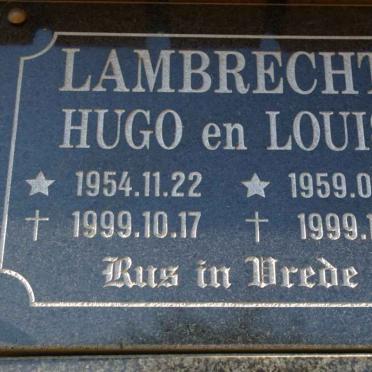 LAMBRECHT
HUGO en LOUIS
★ 1954.11.22 ★ 1959.0
† 1999.10.17 † 1999.1
Rus in Vrede